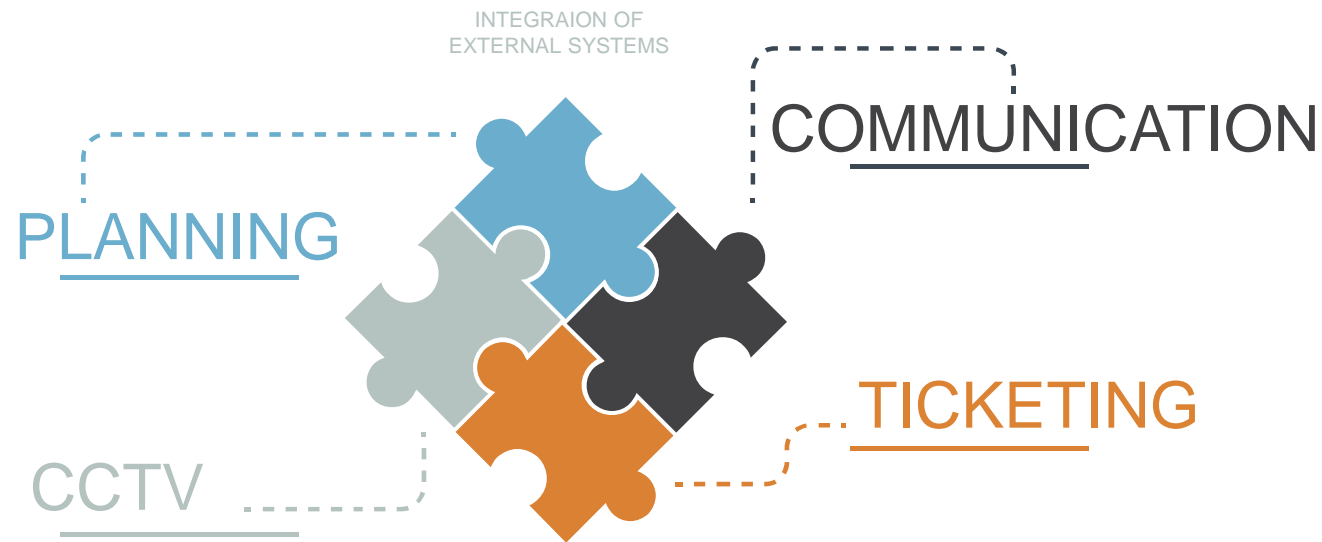 INTEGRAION OF
EXTERNAL SYSTEMS
COMMUNICATION
PLANNING
TICKETING
CCTV